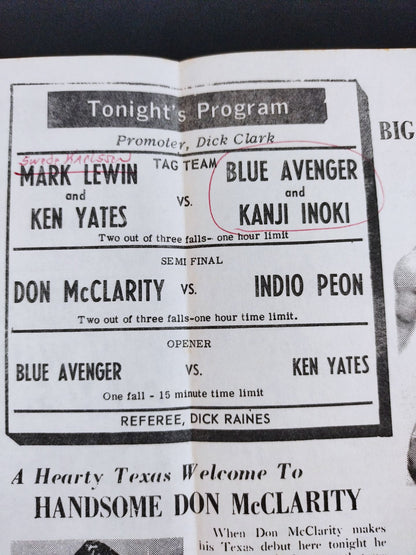 Tonight's Program
Promoter, Dick Clark
Swede KARLSSON
TAG TEAM
MARK LEWIN
and
KEN YATES
VS.
BLUE AVENGER
and
KANJI INOKI
Two out of three falls- one hour limit
SEMI FINAL
DON McCLARITY VS. INDIO PEON
Two out of three falls-one hour time limit.
OPENER
BLUE AVENGER vs. KEN YATES
One fall - 15 minute time limit
REFEREE, DICK RAINES
BIG
A Hearty Texas Welcome To
HANDSOME DON McCLARITY
When Don McClarity makes
his Texas debut here tonight he